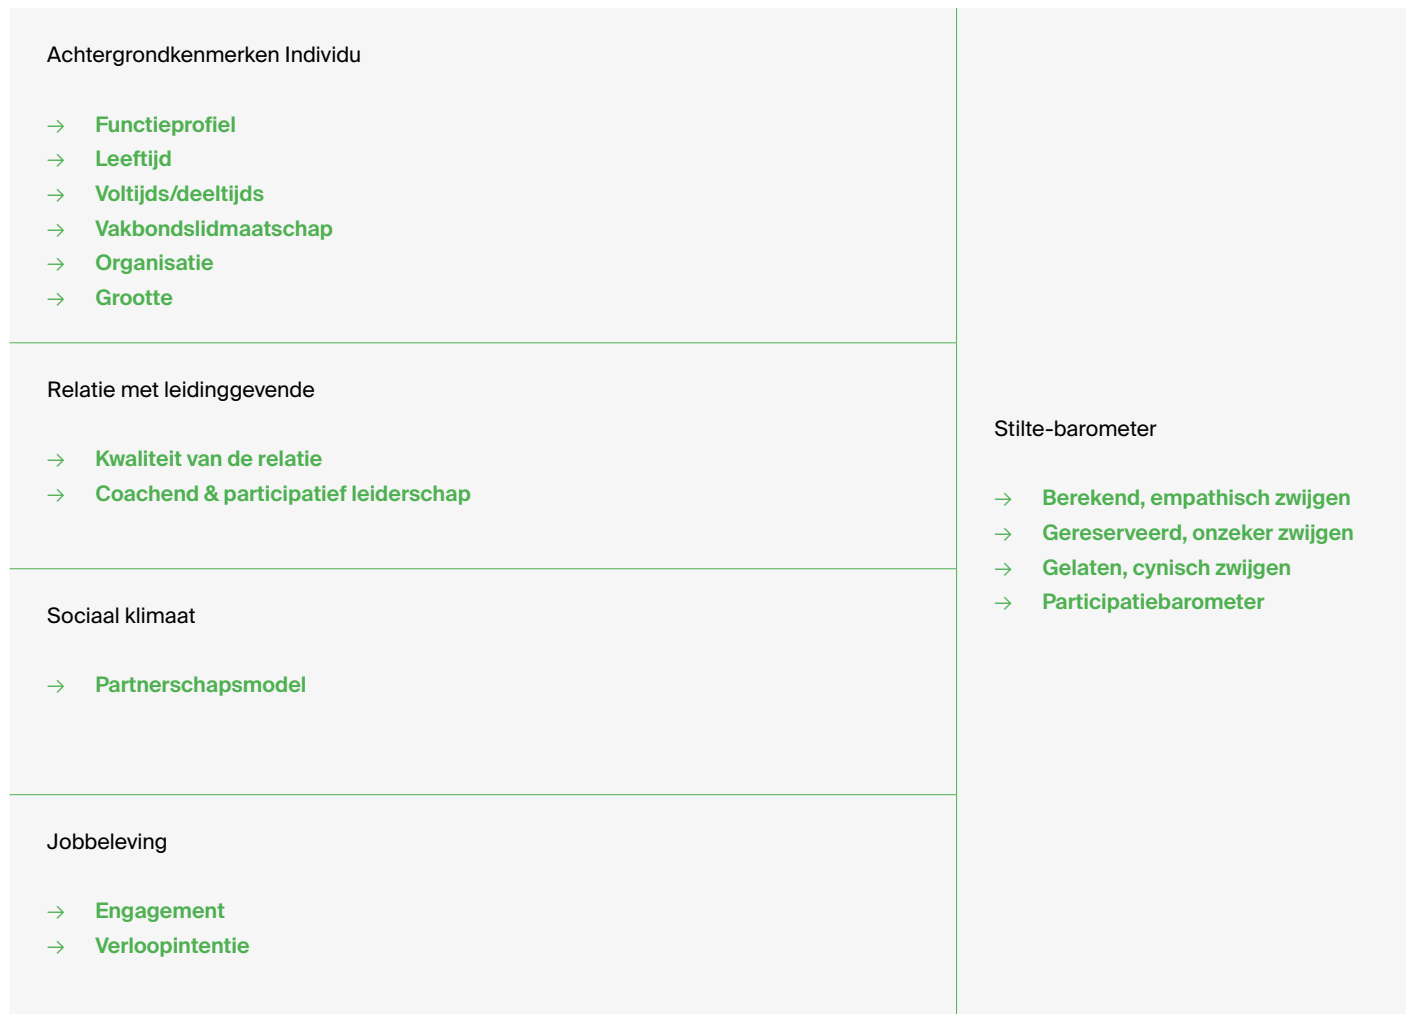 Achtergrondkenmerken Individu
→ Functieprofiel
→ Leeftijd
→ Voltijds/deeltijds
→ Vakbondslidmaatschap
→ Organisatie
→ Grootte
Relatie met leidinggevende
→ Kwaliteit van de relatie
→ Coachend & participatief leiderschap
Sociaal klimaat
→ Partnerschapsmodel
Jobbeleving
→ Engagement
→ Verloopintentie
Stilte-barometer
→ Berekend, empathisch zwijgen
→ Gereserveerd, onzeker zwijgen
→ Gelaten, cynisch zwijgen
→ Participatiebarometer